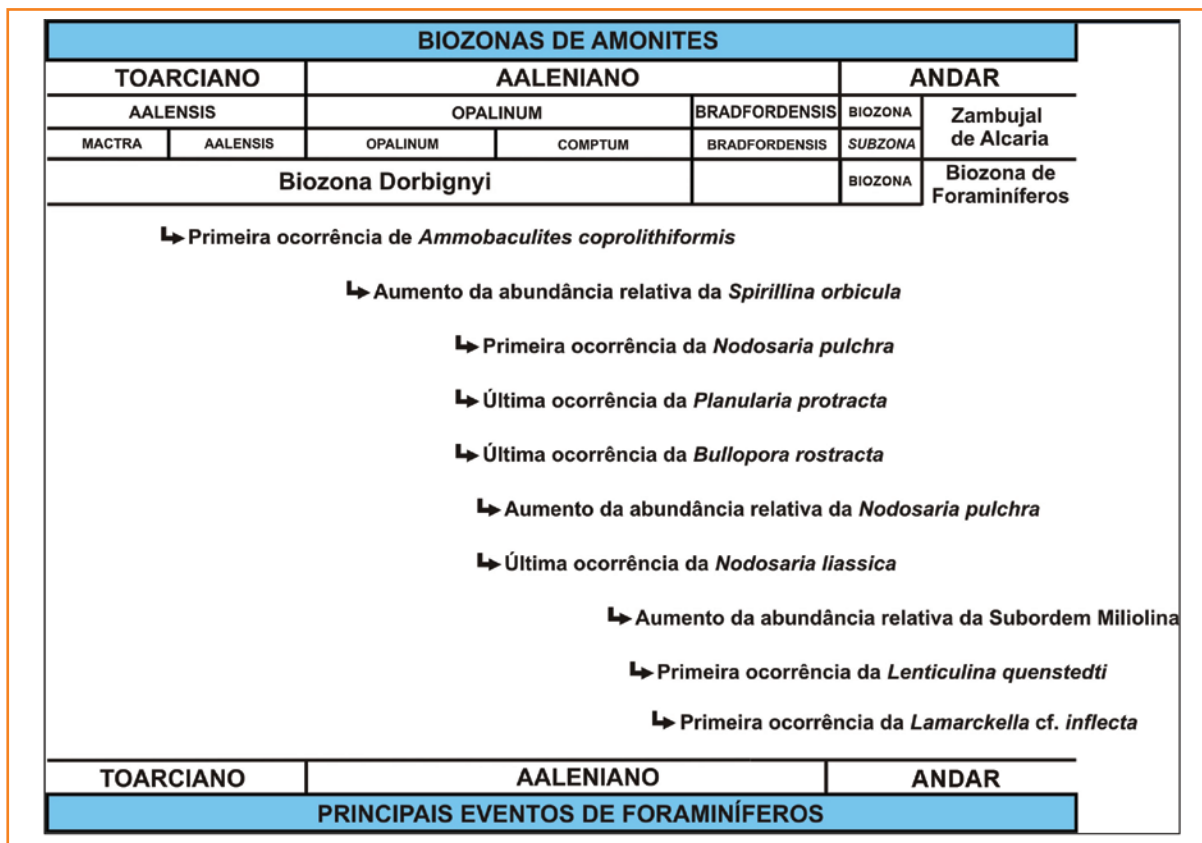 BIOZONAS DE AMONITES
TOARCIANO AALENIANO ANDAR
AALENSIS OPALINUM BRADFORDENSIS BIOZONA Zambujal
MACTRA AALENSIS OPALINUM COMPTUM BRADFORDENSIS SUBZONA de Alcaria
Biozona Dorbignyi BIOZONA Biozona de
Foraminíferos
Primeira ocorrência de Ammobaculites coprolithiformis
Aumento da abundância relativa da Spirillina orbicula
Primeira ocorrência da Nodosaria pulchra
Última ocorrência da Planularia protracta
Última ocorrência da Bullopora rostracta
Aumento da abundância relativa da Nodosaria pulchra
Última ocorrência da Nodosaria liassica
Aumento da abundância relativa da Subordem Miliolina
Primeira ocorrência da Lenticulina quenstedti
Primeira ocorrência da Lamarckella cf. inflecta
TOARCIANO AALENIANO ANDAR
PRINCIPAIS EVENTOS DE FORAMINÍFEROS